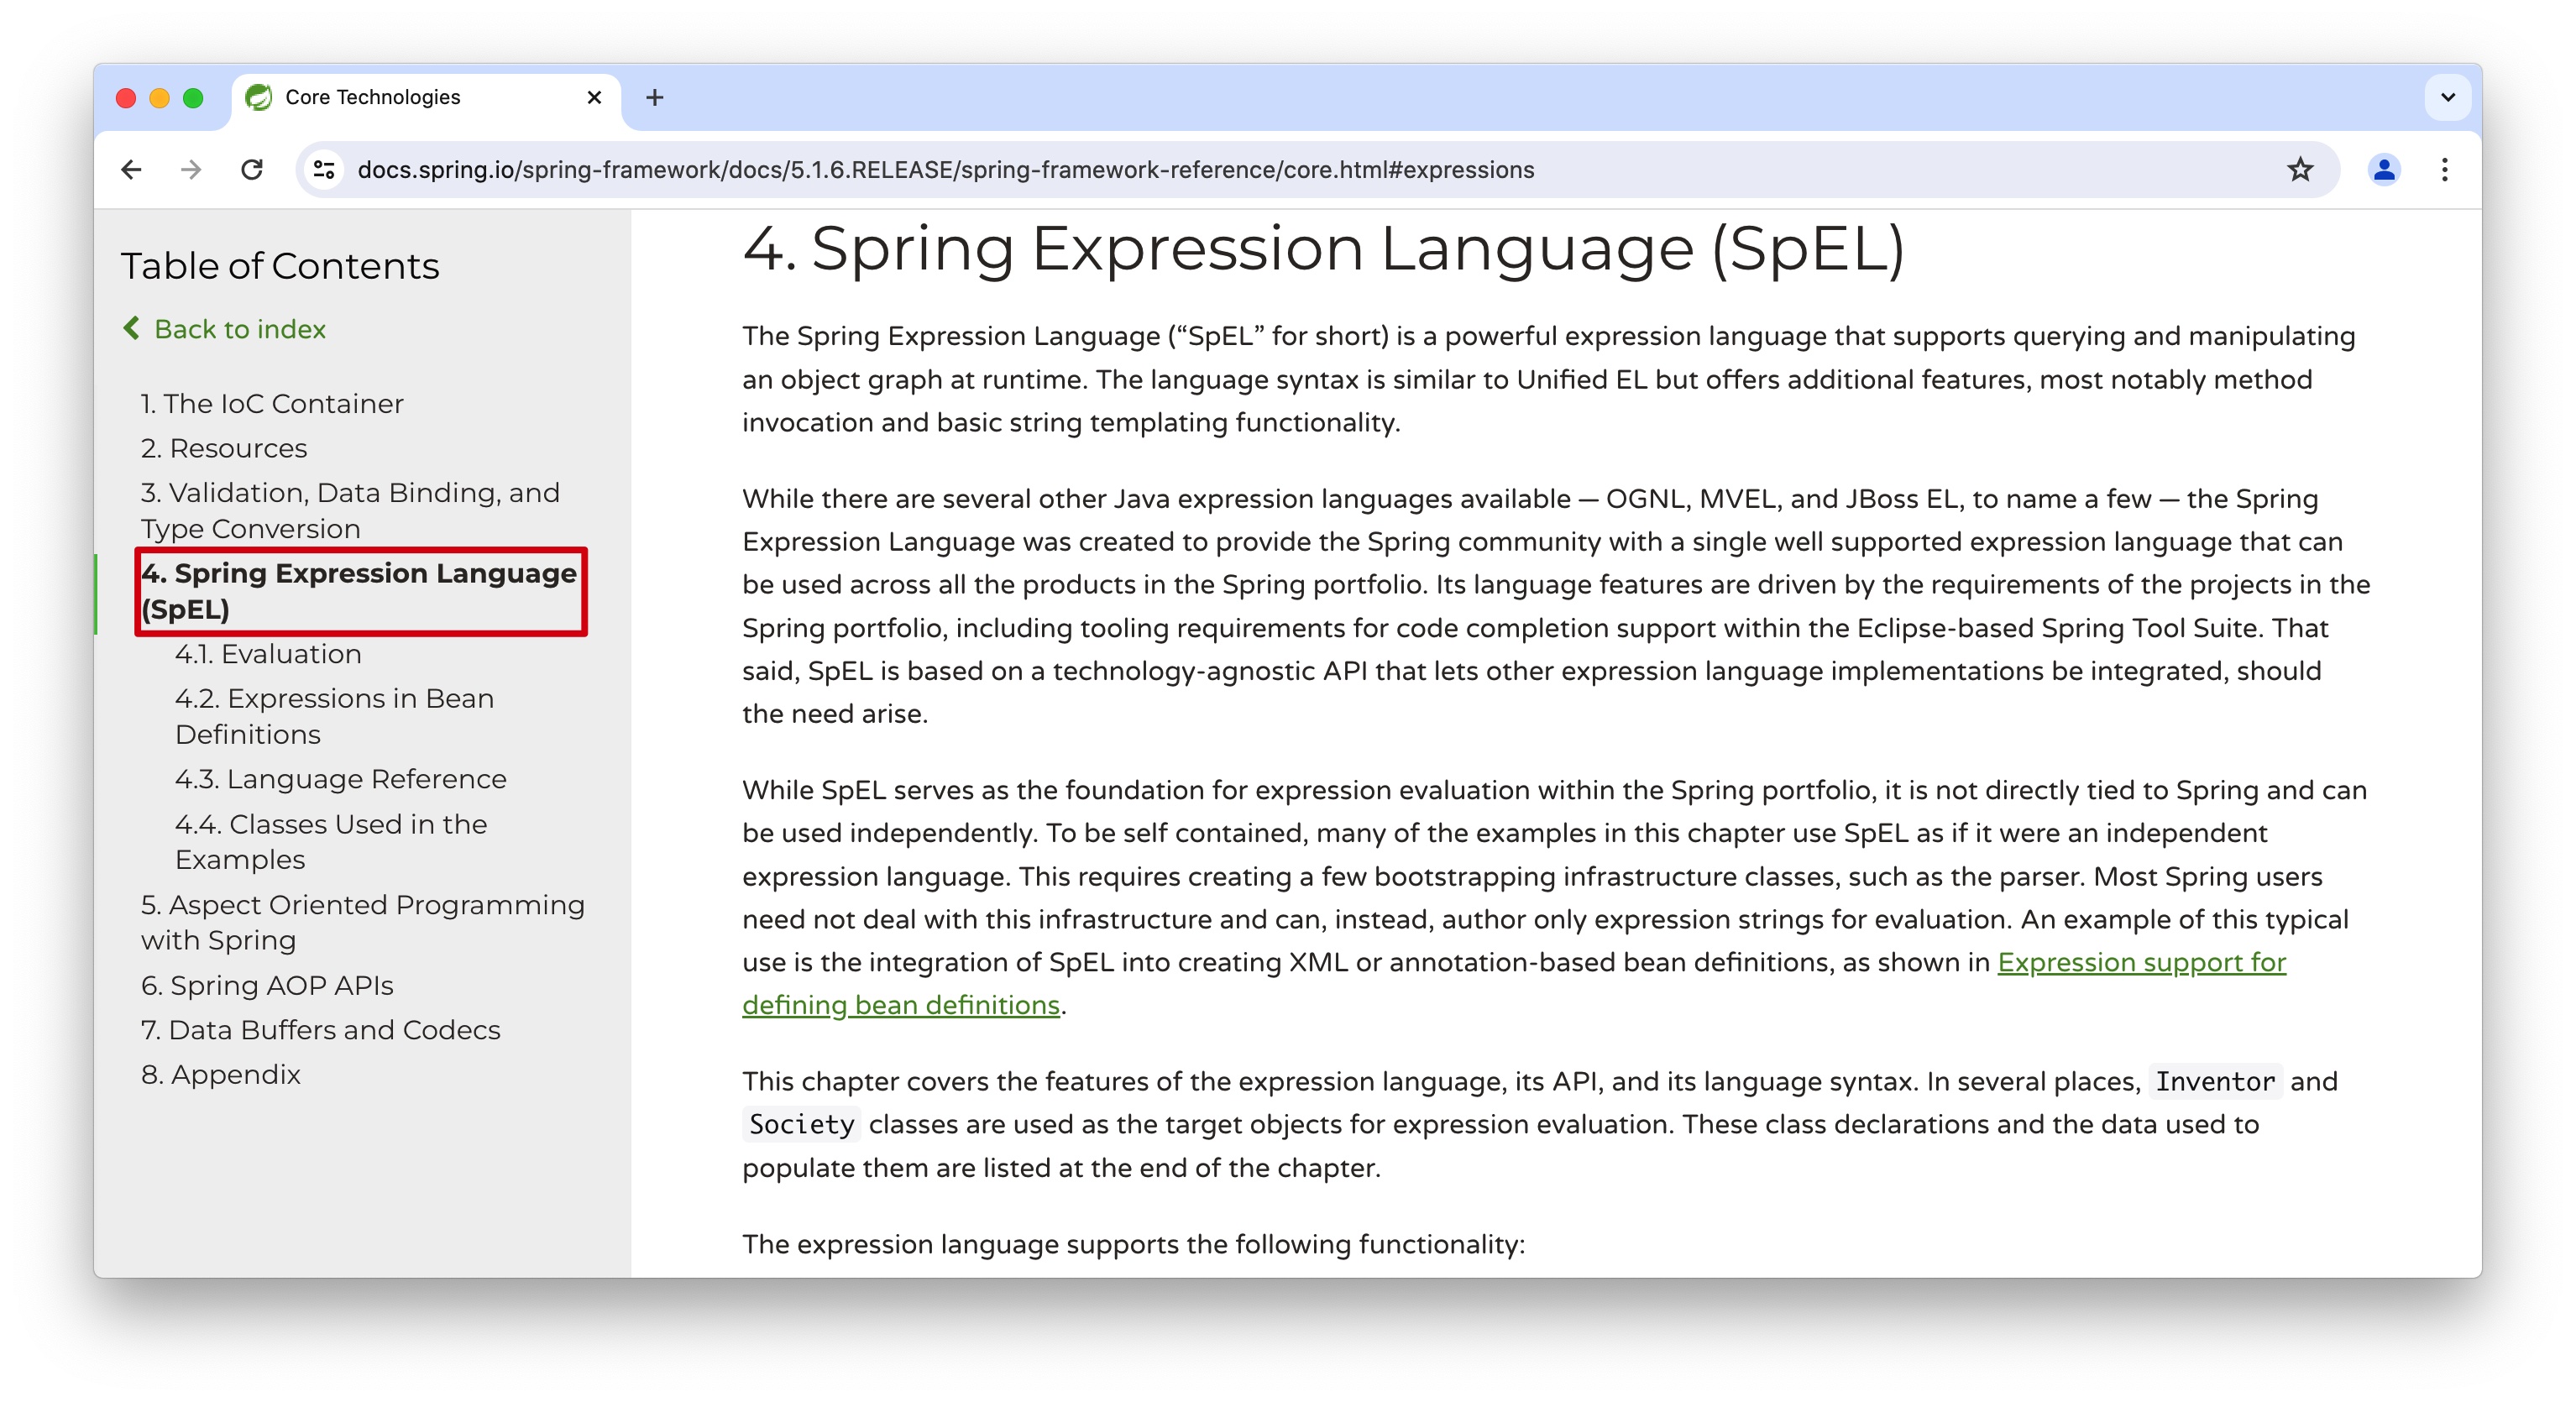 Core Technologies
docs.spring.io/spring-framework/docs/5.1.6.RELEASE/spring-framework-reference/core.html#expressions
Table of Contents
Back to index
1. The IoC Container
2. Resources
3. Validation, Data Binding, and
Type Conversion
4. Spring Expression Language
(SpEL)
4.1. Evaluation
4.2. Expressions in Bean
Definitions
4.3. Language Reference
4.4. Classes Used in the
Examples
5. Aspect Oriented Programming
with Spring
6. Spring AOP APIs
7. Data Buffers and Codecs
8. Appendix
4. Spring Expression Language (SpEL)
The Spring Expression Language (“SpEL” for short) is a powerful expression language that supports querying and manipulating
an object graph at runtime. The language syntax is similar to Unified EL but offers additional features, most notably method
invocation and basic string templating functionality.
While there are several other Java expression languages available — OGNL, MVEL, and JBoss EL, to name a few — the Spring
Expression Language was created to provide the Spring community with a single well supported expression language that can
be used across all the products in the Spring portfolio. Its language features are driven by the requirements of the projects in the
Spring portfolio, including tooling requirements for code completion support within the Eclipse-based Spring Tool Suite. That
said, SpEL is based on a technology-agnostic API that lets other expression language implementations be integrated, should
the need arise.
While SpEL serves as the foundation for expression evaluation within the Spring portfolio, it is not directly tied to Spring and can
be used independently. To be self contained, many of the examples in this chapter use SpEL as if it were an independent
expression language. This requires creating a few bootstrapping infrastructure classes, such as the parser. Most Spring users
need not deal with this infrastructure and can, instead, author only expression strings for evaluation. An example of this typical
use is the integration of SpEL into creating XML or annotation-based bean definitions, as shown in Expression support for
defining bean definitions.
This chapter covers the features of the expression language, its API, and its language syntax. In several places, Inventor and
Society classes are used as the target objects for expression evaluation. These class declarations and the data used to
populate them are listed at the end of the chapter.
The expression language supports the following functionality: